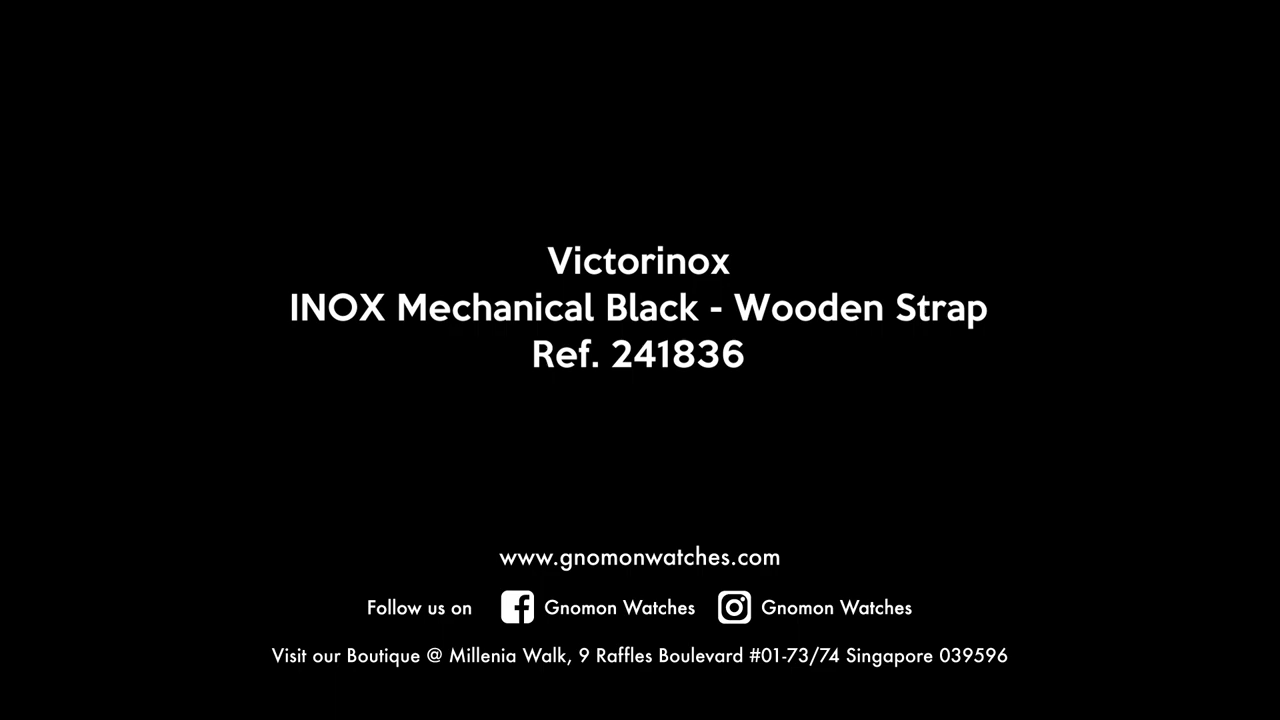 Victorinox
INOX Mechanical Black - Wooden Strap
Ref. 241836
www.gnomonwatches.com
Follow us on Gnomon Watches Gnomon Watches
Visit our Boutique @ Millenia Walk, 9 Raffles Boulevard #01-73/74 Singapore 039596